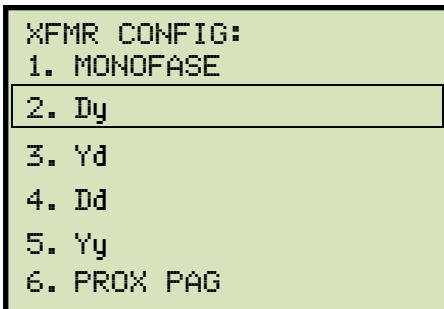 XFMR CONFIG:
1. MONOFASE
2. Dy
3. Yd
4. Dd
5. Yy
6. PROX PAG